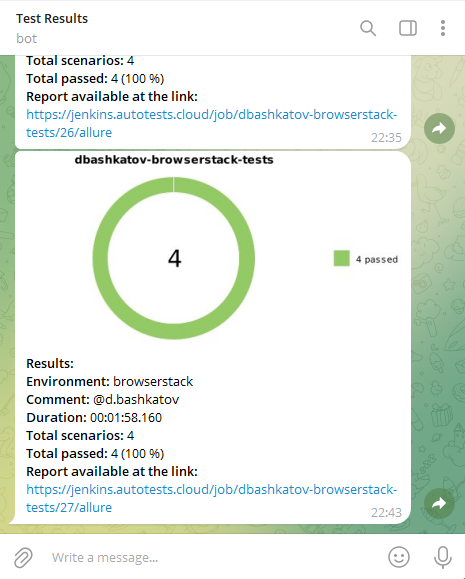 Test Results
bot
Total scenarios: 4
Total passed: 4 (100 %)
Report available at the link:
https://jenkins.autotests.cloud/job/dbashkatov-browserstack-
tests/26/allure
22:35
dbashkatov-browserstack-tests
4
4 passed
Results:
Environment: browserstack
Comment: @d.bashkatov
Duration: 00:01:58.160
Total scenarios: 4
Total passed: 4 (100 %)
Report available at the link:
https://jenkins.autotests.cloud/job/dbashkatov-browserstack-
tests/27/allure
22:43
Write a message...